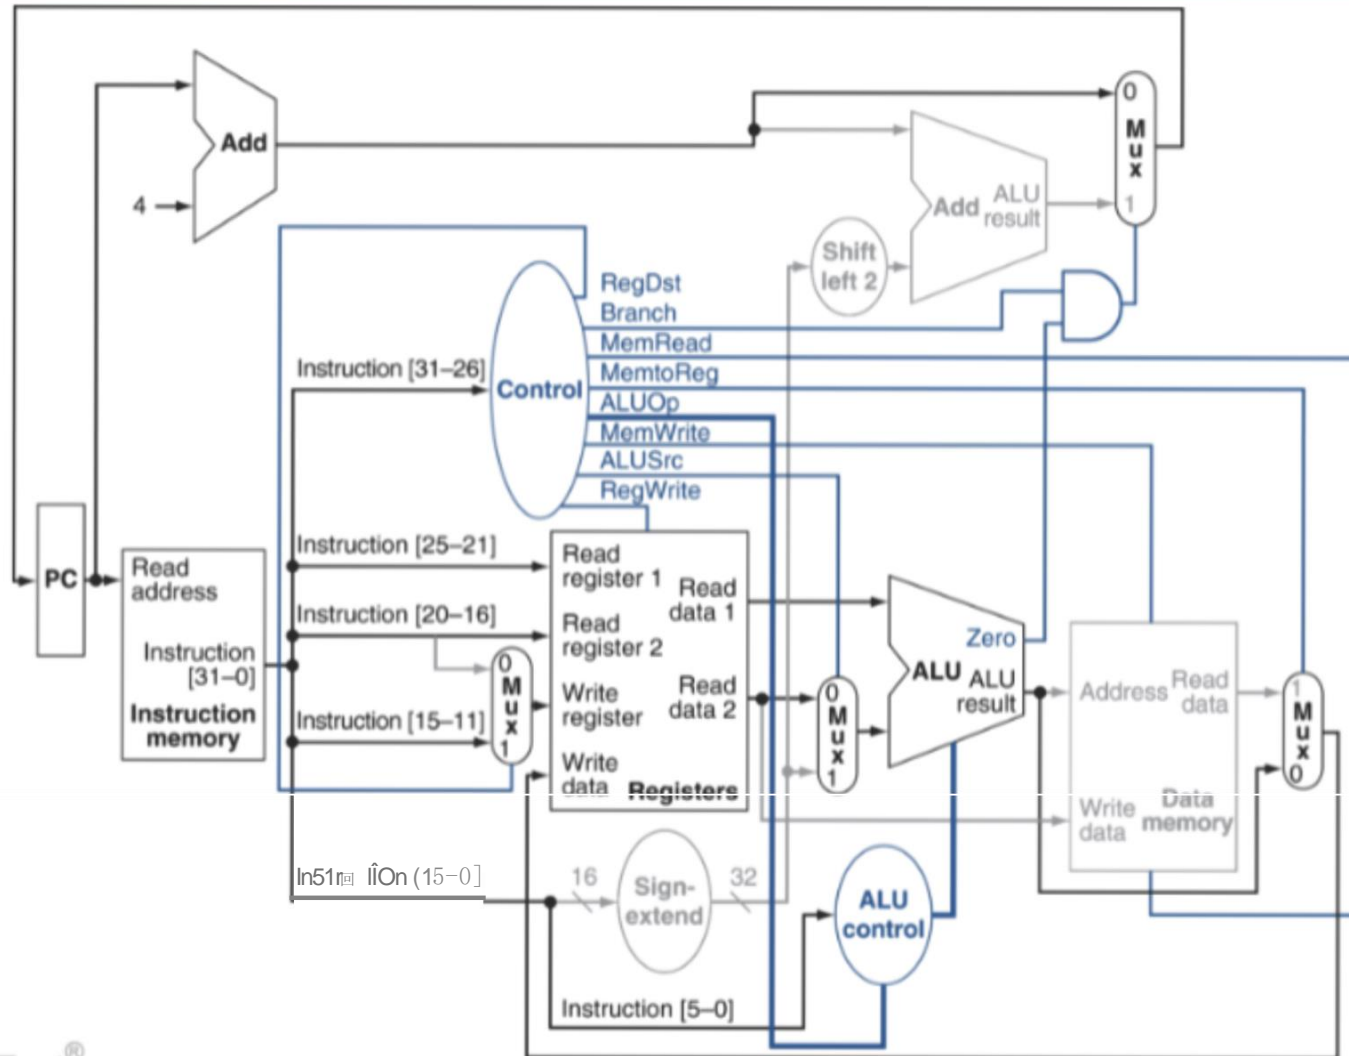 0
M
u
x
1
Add
4
Add
ALU
result
Shift
left 2
RegDst
Branch
MemRead
MemtoReg
ALUOp
MemWrite
ALUSrc
RegWrite
Instruction [31–26]
Control
Instruction [25–21]
Instruction [20–16]
Instruction [15–11]
PC
Read
address
Instruction
[31–0]
Instruction
memory
0
M
u
x
1
Read
register 1
Read
register 2
Write
register
Write
data
Read
data 1
Read
data 2
Registers
0
M
u
x
1
Zero
ALU
ALU
result
Address
Read
data
Write
data
Data
memory
1
M
u
x
0
(15-0]
16
Sign-
extend
32
ALU
control
Instruction [5–0]
®